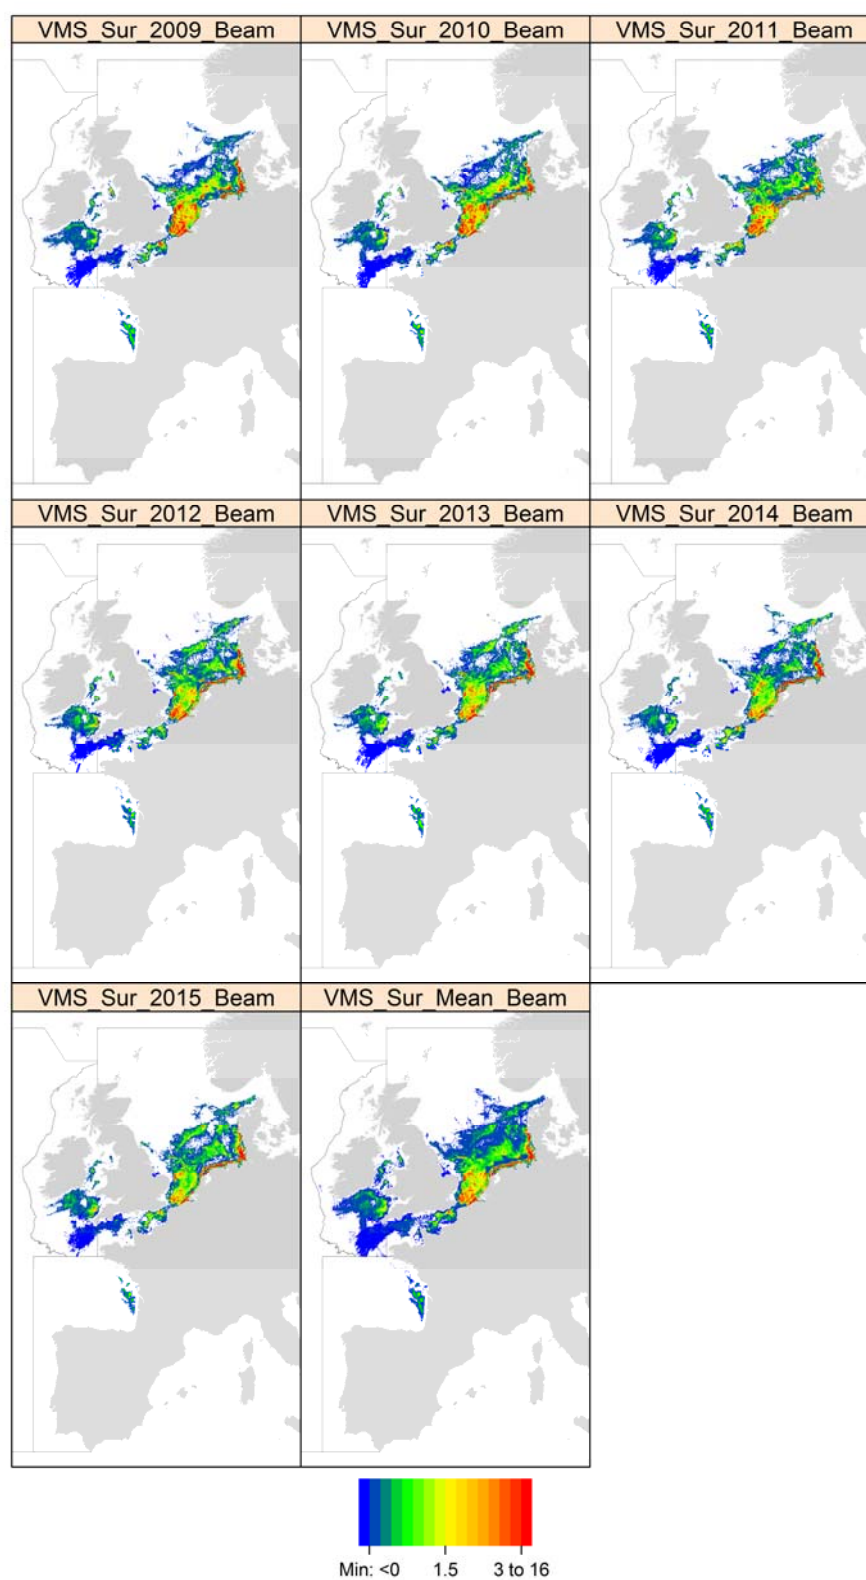 VMS_Sur_2009_Beam
VMS_Sur_2010_Beam
VMS_Sur_2011_Beam
VMS_Sur_2012_Beam
VMS_Sur_2013_Beam
VMS_Sur_2014_Beam
VMS_Sur_2015_Beam
VMS_Sur_Mean_Beam
Min: <0 1.5 3 to 16